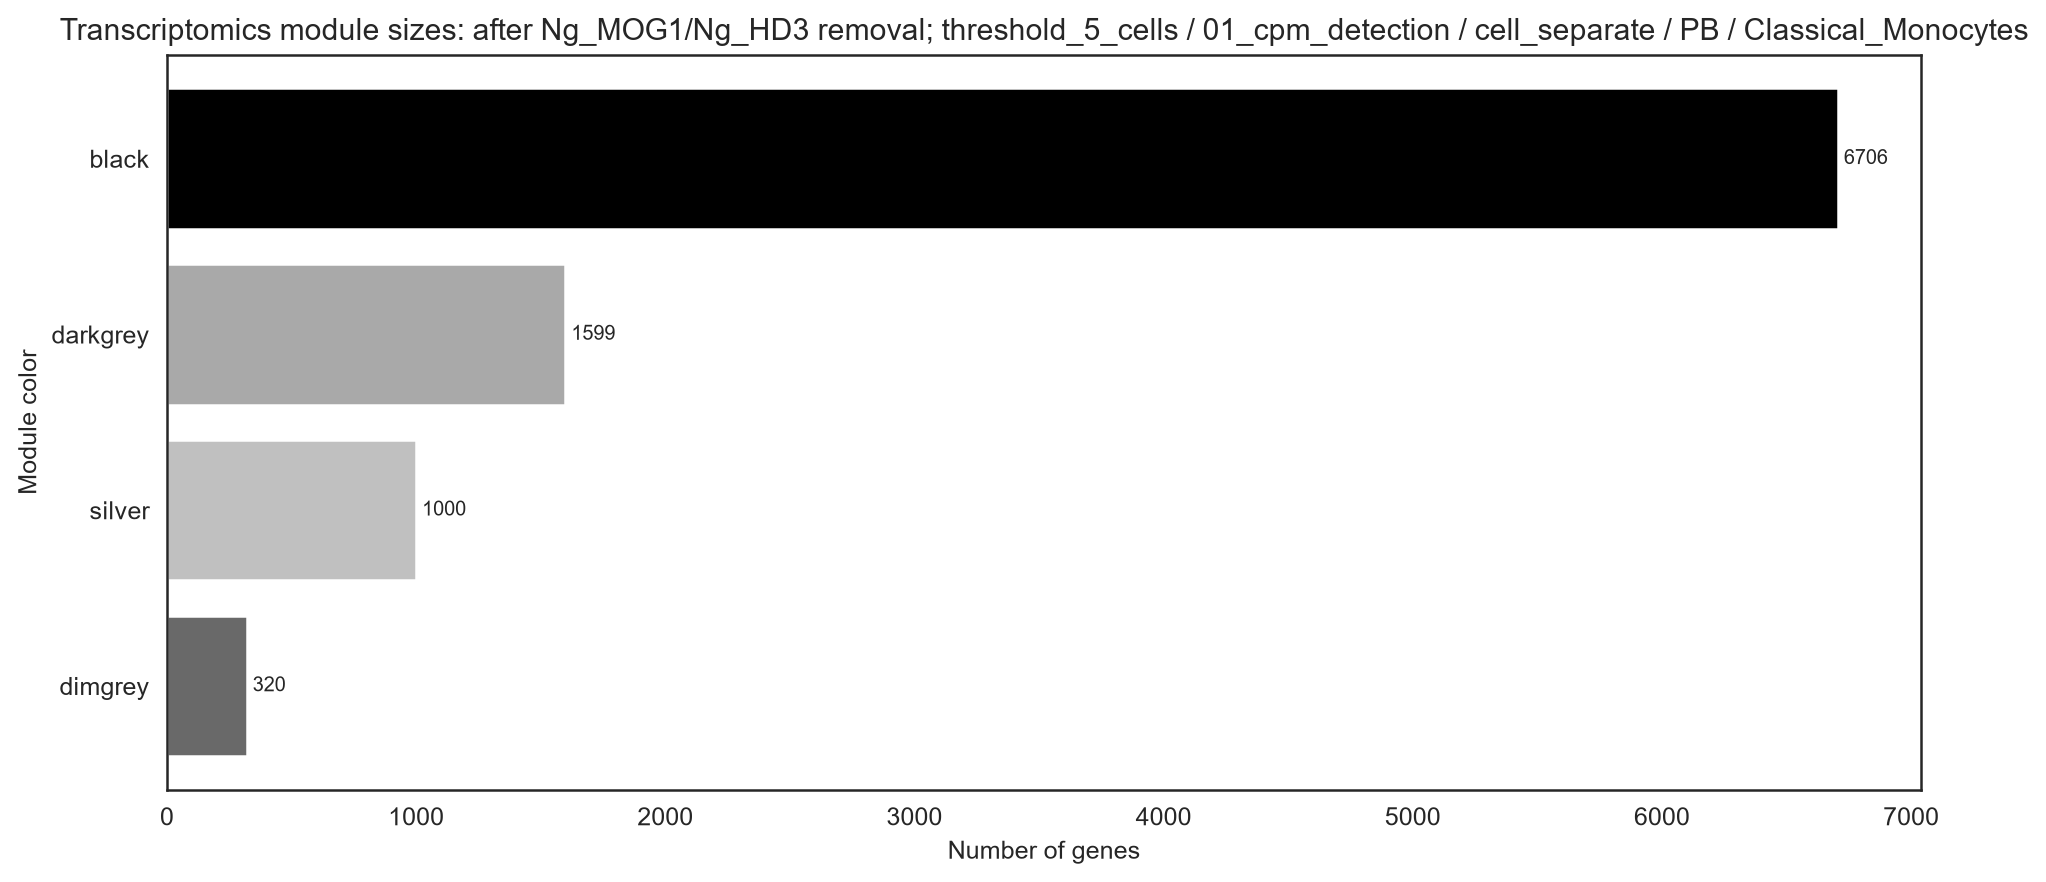 Transcriptomics module sizes: after Ng_MOG1/Ng_HD3 removal; threshold_5_cells / 01_cpm_detection / cell_separate / PB / Classical_Monocytes
Module color
black
6706
darkgrey
1599
silver
1000
dimgrey
320
0 1000 2000 3000 4000 5000 6000 7000
Number of genes